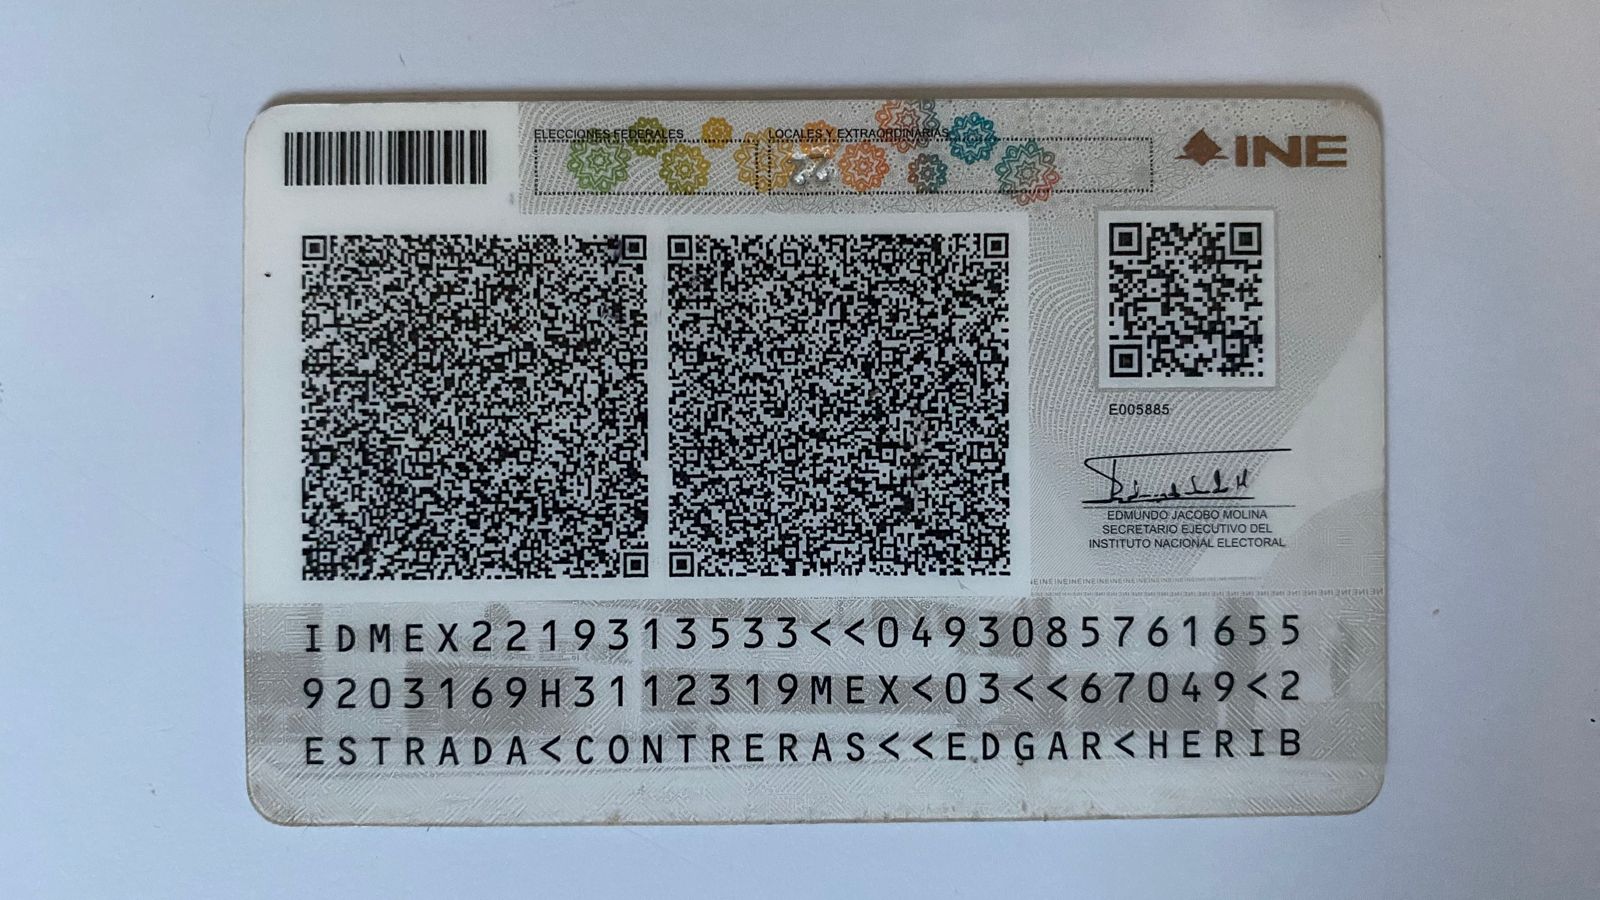 ELECCIONES FEDERALES LOCALES Y EXTRAORDINARIAS
22
INE
E005885
EDMUNDO JACOBO MOLINA
SECRETARIO EJECUTIVO DEL
INSTITUTO NACIONAL ELECTORAL
IDMEX2219313533<<0493085761655
9203169H3112319MEX<03<<67049<2
ESTRADA<CONTRERAS<<EDGAR<HERIB